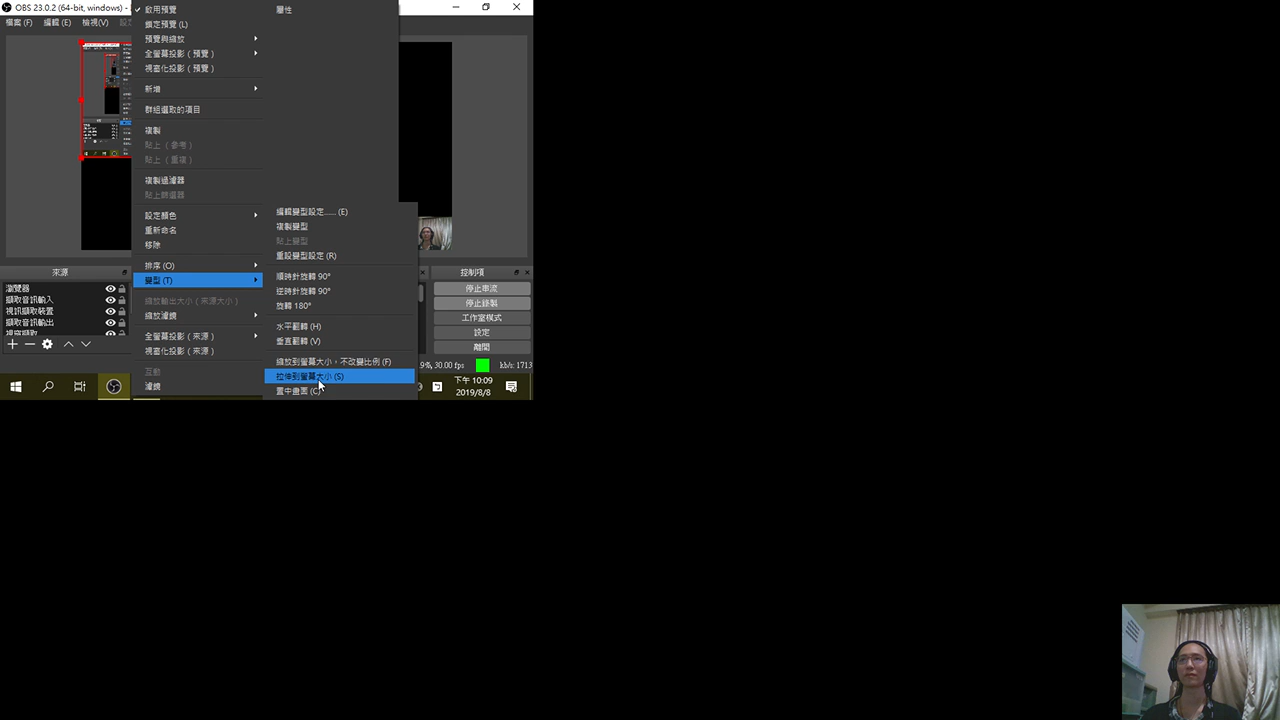 OBS 23.0.2 (64-bit, windows) -
檔案 (F) 編輯 (E) 檢視(V)
啟用預覽
鎖定預覽 (L)
預覽與縮放
全螢幕投影 ( 預覽 )
視窗化投影 ( 預覽 )
新增
群組選取的項目
複製
貼上 ( 參考 )
貼上 ( 重複 )
複製過濾器
貼上篩選器
設定顏色
重新命名
移除
排序 (O)
變型 (T)
縮放輸出大小 ( 來源大小 )
縮放濾鏡
全螢幕投影 ( 來源 )
視窗化投影 ( 來源 )
互動
濾鏡
屬性
編輯變型設定...... (E)
複製變型
貼上變型
重設變型設定 (R)
順時針旋轉 90°
逆時針旋轉 90°
旋轉 180°
水平翻轉 (H)
垂直翻轉 (V)
縮放到螢幕大小，不改變比例 (F)
拉伸到螢幕大小 (S)
置中畫面 (C)
來源
瀏覽器
擷取音訊輸入
視訊擷取裝置
擷取音訊輸出
視窗擷取
控制項
停止串流
停止錄製
工作室模式
設定
離開
9%, 30.00 fps kb/s: 1713
下午 10:09
2019/8/8